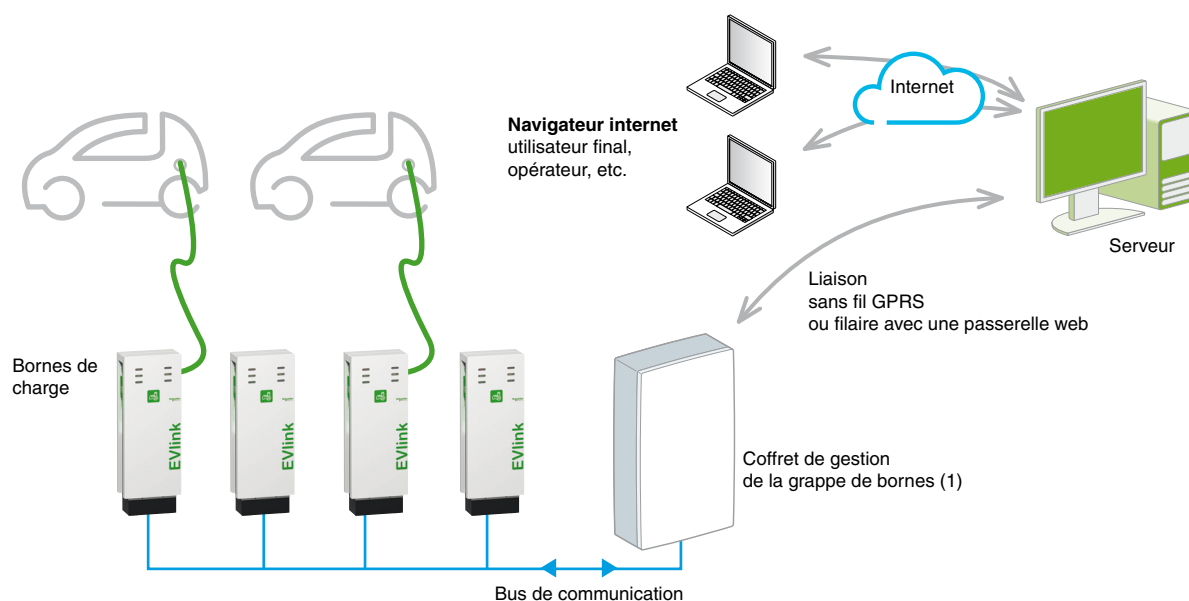 Internet
Navigateur internet
utilisateur final,
opérateur, etc.
Serveur
Liaison
sans fil GPRS
ou filaire avec une passerelle web
Bornes de
charge
EVlink
EVlink
EVlink
EVlink
Coffret de gestion
de la grappe de bornes (1)
Bus de communication